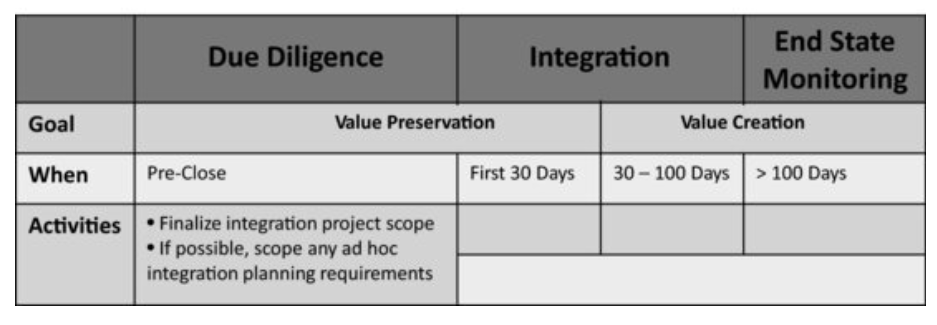 Due Diligence Integration End State
Monitoring
Goal Value Preservation Value Creation
When Pre-Close First 30 Days 30 – 100 Days > 100 Days
Activities • Finalize integration project scope
• If possible, scope any ad hoc
integration planning requirements